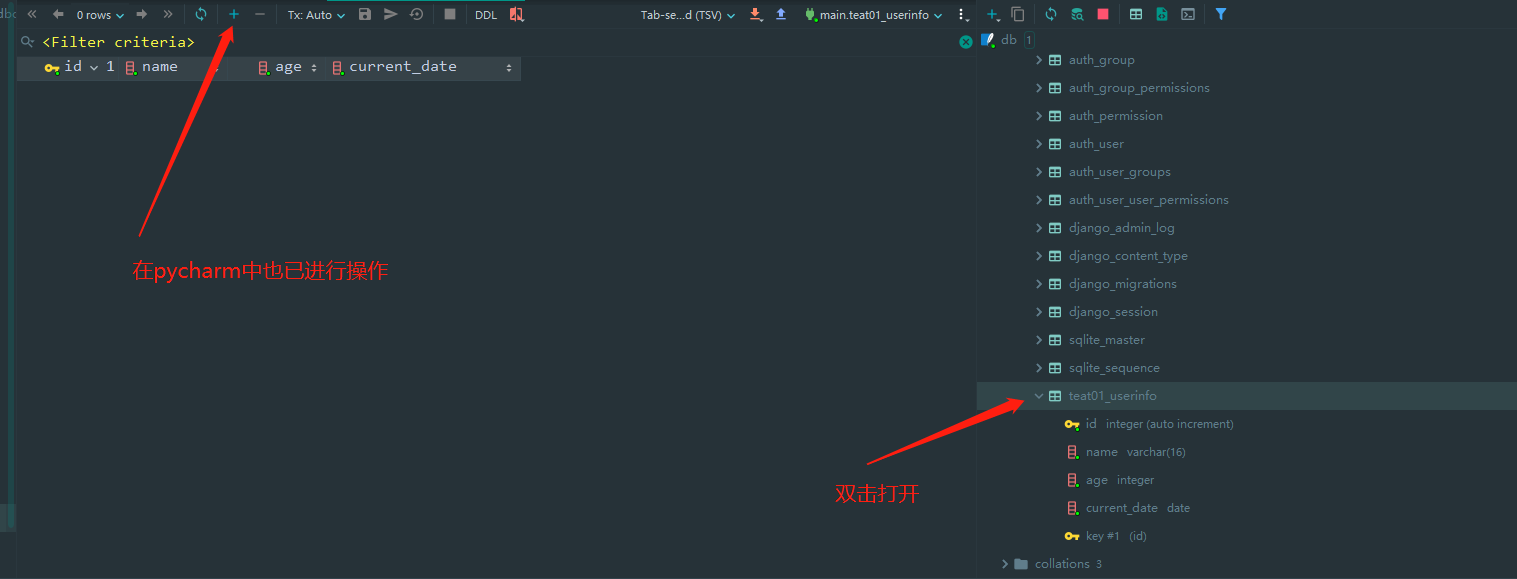 0 rows
Tx: Auto
DDL
Tab-se...d (TSV)
main.teat01_userinfo
<Filter criteria>
id 1 name age current_date
在pycharm中也已进行操作
双击打开
db 1
auth_group
auth_group_permissions
auth_permission
auth_user
auth_user_groups
auth_user_user_permissions
django_admin_log
django_content_type
django_migrations
django_session
sqlite_master
sqlite_sequence
teat01_userinfo
id integer (auto increment)
name varchar(16)
age integer
current_date date
key #1 (id)
collations 3